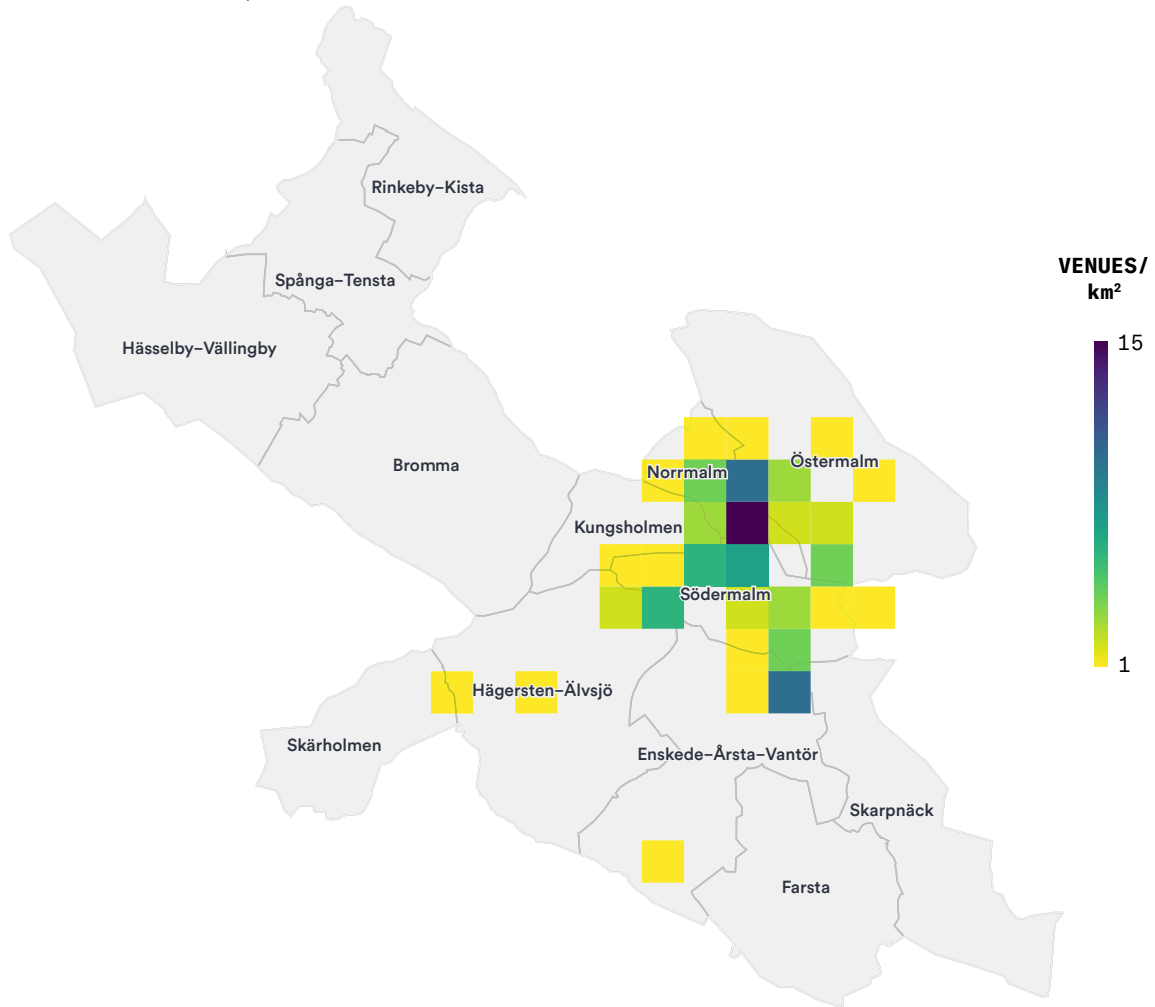 Rinkeby–Kista
VENUES/
km²
Spånga–Tensta
15
Hässelby–Vällingby
Bromma
Östermalm
Norrmalm
Kungsholmen
Södermalm
1
Hägersten–Älvsjö
Skärholmen
Enskede–Årsta–Vantör
Skarpnäck
Farsta